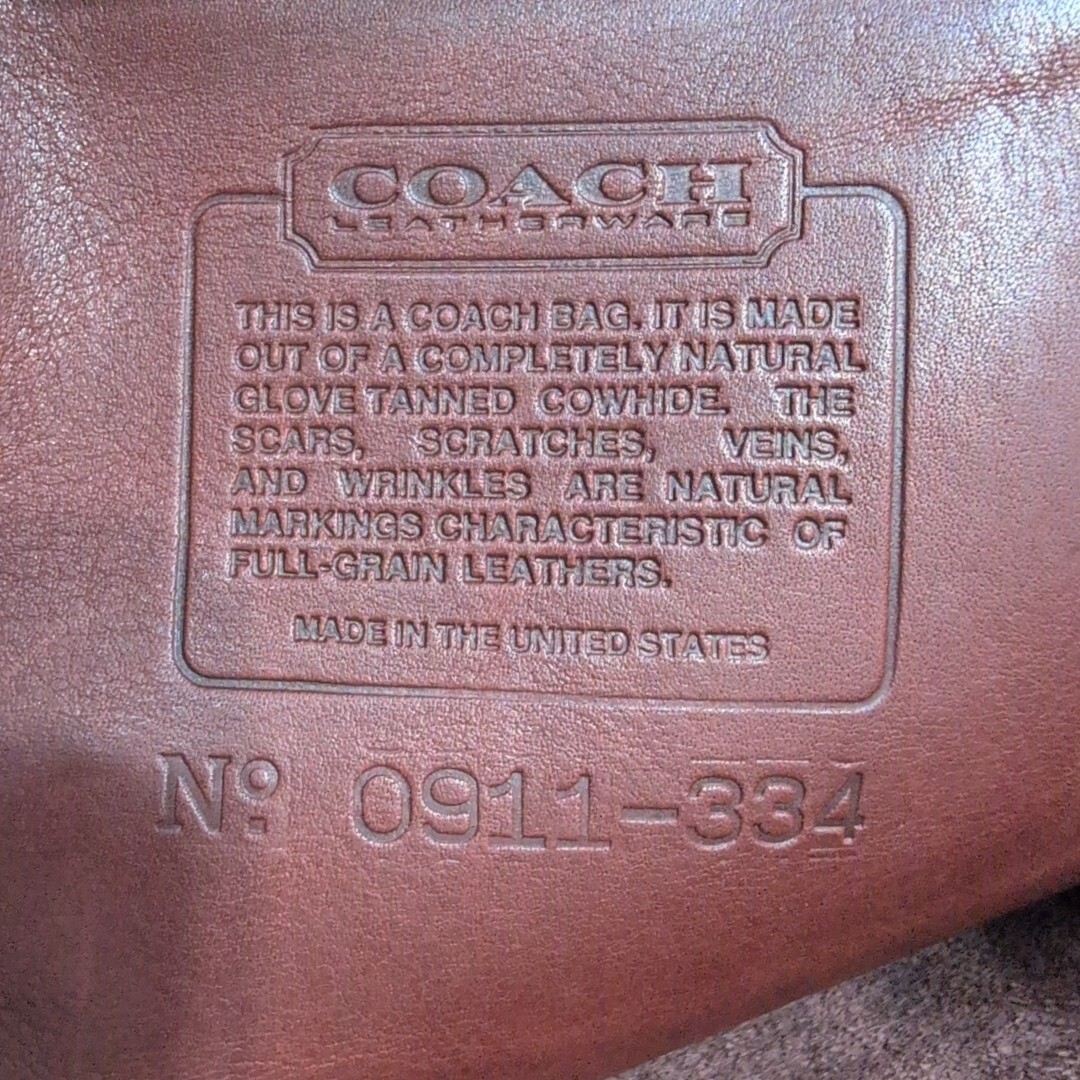 COACH
LEATHERWARE
THIS IS A COACH BAG. IT IS MADE
OUT OF A COMPLETELY NATURAL
GLOVE TANNED COWHIDE. THE
SCARS, SCRATCHES, VEINS,
AND WRINKLES ARE NATURAL
MARKINGS CHARACTERISTIC OF
FULL-GRAIN LEATHERS.
MADE IN THE UNITED STATES
Nº 0911-334